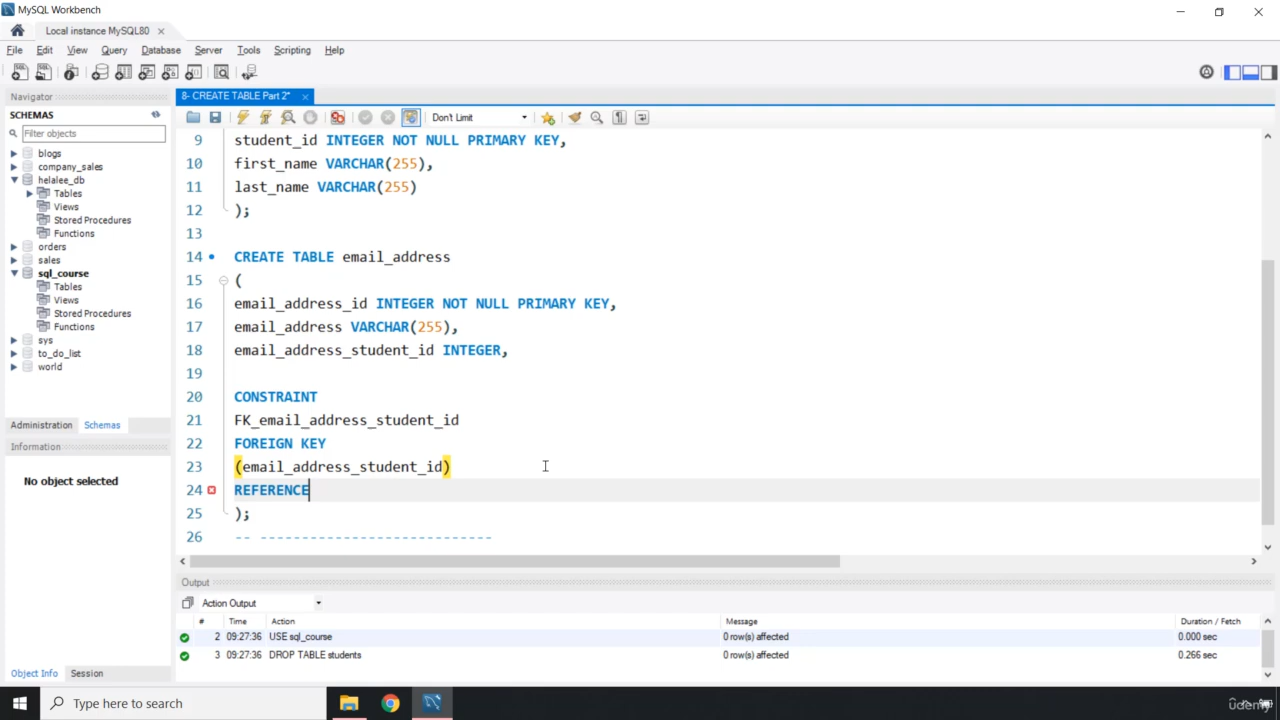 MySQL Workbench
Local instance MySQL80
File Edit View Query Database Server Tools Scripting Help
Navigator
SCHEMAS
Filter objects
blogs
company_sales
helalee_db
Tables
Views
Stored Procedures
Functions
orders
sales
sql_course
Tables
Views
Stored Procedures
Functions
sys
to_do_list
world
Administration Schemas
Information
No object selected
Object Info Session
8- CREATE TABLE Part 2*
Don't Limit
9 student_id INTEGER NOT NULL PRIMARY KEY,
10 first_name VARCHAR(255),
11 last_name VARCHAR(255)
12 );
13
14 CREATE TABLE email_address
15 (
16 email_address_id INTEGER NOT NULL PRIMARY KEY,
17 email_address VARCHAR(255),
18 email_address_student_id INTEGER,
19
20 CONSTRAINT
21 FK_email_address_student_id
22 FOREIGN KEY
23 (email_address_student_id)
24 REFERENCE
25 );
26 -- ----------------------------
Output
Action Output
# Time Action Message Duration / Fetch
2 09:27:36 USE sql_course 0 row(s) affected 0.000 sec
3 09:27:36 DROP TABLE students 0 row(s) affected 0.266 sec
Type here to search
udemy